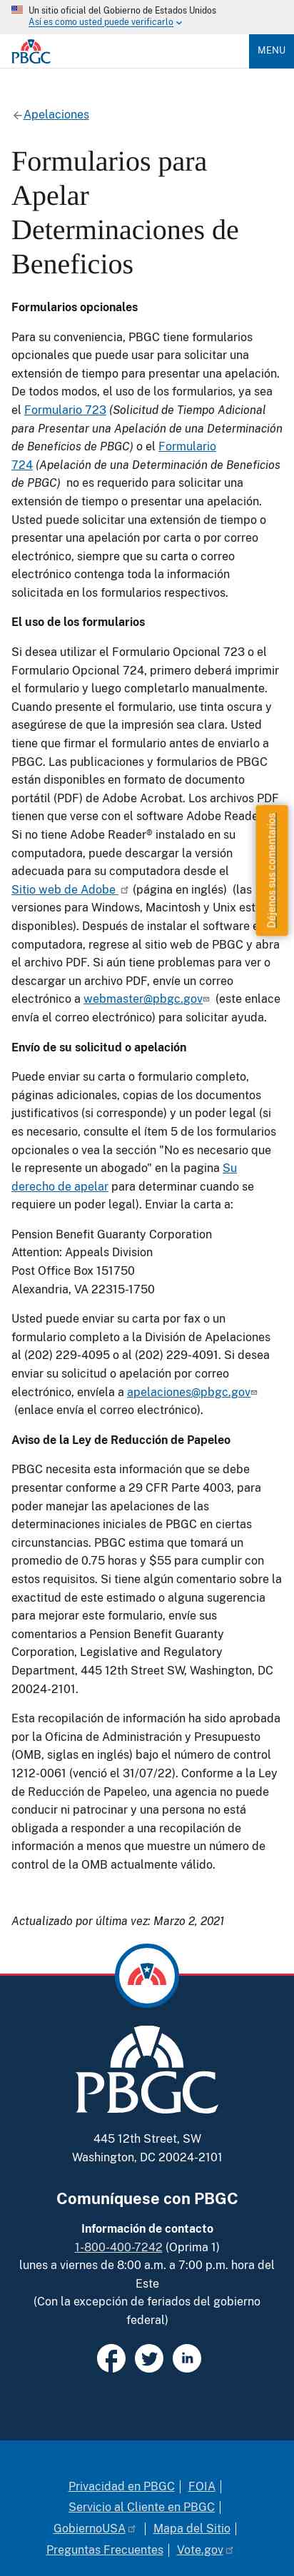 Un sitio oficial del Gobierno de Estados Unidos
Así es como usted puede verificarlo
PBGC
MENU
Apelaciones
Formularios para
Apelar
Determinaciones de
Beneficios
Formularios opcionales
Para su conveniencia, PBGC tiene formularios
opcionales que puede usar para solicitar una
extensión de tiempo para presentar una apelación.
De todos modos, el uso de los formularios, ya sea
el Formulario 723 (Solicitud de Tiempo Adicional
para Presentar una Apelación de una Determinación
de Beneficios de PBGC) o el Formulario
724 (Apelación de una Determinación de Beneficios
de PBGC) no es requerido para solicitar una
extensión de tiempo o presentar una apelación.
Usted puede solicitar una extensión de tiempo o
presentar una apelación por carta o por correo
electrónico, siempre que su carta o correo
electrónico contenga toda la información
solicitada en los formularios respectivos.
El uso de los formularios
Si desea utilizar el Formulario Opcional 723 o el
Formulario Opcional 724, primero deberá imprimir
el formulario y luego completarlo manualmente.
Cuando presente el formulario, use tinta oscura y
asegúrese de que la impresión sea clara. Usted
tiene que firmar el formulario antes de enviarlo a
PBGC. Las publicaciones y formularios de PBGC
están disponibles en formato de documento
portátil (PDF) de Adobe Acrobat. Los archivos PDF
tienen que verse con el software Adobe Reade
Si no tiene Adobe Reader® instalado en su
computadora, puede descargar la versión
adecuada para su computadora desde el
Sitio web de Adobe (página en inglés) (las
versiones para Windows, Macintosh y Unix est
disponibles). Después de instalar el software e
computadora, regrese al sitio web de PBGC y abra
el archivo PDF. Si aún tiene problemas para ver o
descargar un archivo PDF, envíe un correo
electrónico a webmaster@pbgc.gov (este enlace
envía el correo electrónico) para solicitar ayuda.
Déjenos sus comentarios
Envío de su solicitud o apelación
Puede enviar su carta o formulario completo,
páginas adicionales, copias de los documentos
justificativos (si corresponde) y un poder legal (si
es necesario, consulte el ítem 5 de los formularios
opcionales o vea la sección "No es necesario que
le represente un abogado" en la pagina Su
derecho de apelar para determinar cuando se
requiere un poder legal). Enviar la carta a:
Pension Benefit Guaranty Corporation
Attention: Appeals Division
Post Office Box 151750
Alexandria, VA 22315-1750
Usted puede enviar su carta por fax o un
formulario completo a la División de Apelaciones
al (202) 229-4095 o al (202) 229-4091. Si desea
enviar su solicitud o apelación por correo
electrónico, envíela a apelaciones@pbgc.gov
(enlace envía el correo electrónico).
Aviso de la Ley de Reducción de Papeleo
PBGC necesita esta información que se debe
presentar conforme a 29 CFR Parte 4003, para
poder manejar las apelaciones de las
determinaciones iniciales de PBGC en ciertas
circunstancias. PBGC estima que tomará un
promedio de 0.75 horas y $55 para cumplir con
estos requisitos. Si tiene algún comentario sobre la
exactitud de este estimado o alguna sugerencia
para mejorar este formulario, envíe sus
comentarios a Pension Benefit Guaranty
Corporation, Legislative and Regulatory
Department, 445 12th Street SW, Washington, DC
20024-2101.
Esta recopilación de información ha sido aprobada
por la Oficina de Administración y Presupuesto
(OMB, siglas en inglés) bajo el número de control
1212-0061 (venció el 31/07/22). Conforme a la Ley
de Reducción de Papeleo, una agencia no puede
conducir ni patrocinar y una persona no está
obligada a responder a una recopilación de
información a menos que muestre un número de
control de la OMB actualmente válido.
Actualizado por última vez: Marzo 2, 2021
PBGC
445 12th Street, SW
Washington, DC 20024-2101
Comuníquese con PBGC
Información de contacto
1-800-400-7242 (Oprima 1)
lunes a viernes de 8:00 a.m. a 7:00 p.m. hora del
Este
(Con la excepción de feriados del gobierno
federal)
Privacidad en PBGC | FOIA |
Servicio al Cliente en PBGC |
GobiernoUSA | Mapa del Sitio |
Preguntas Frecuentes | Vote.gov